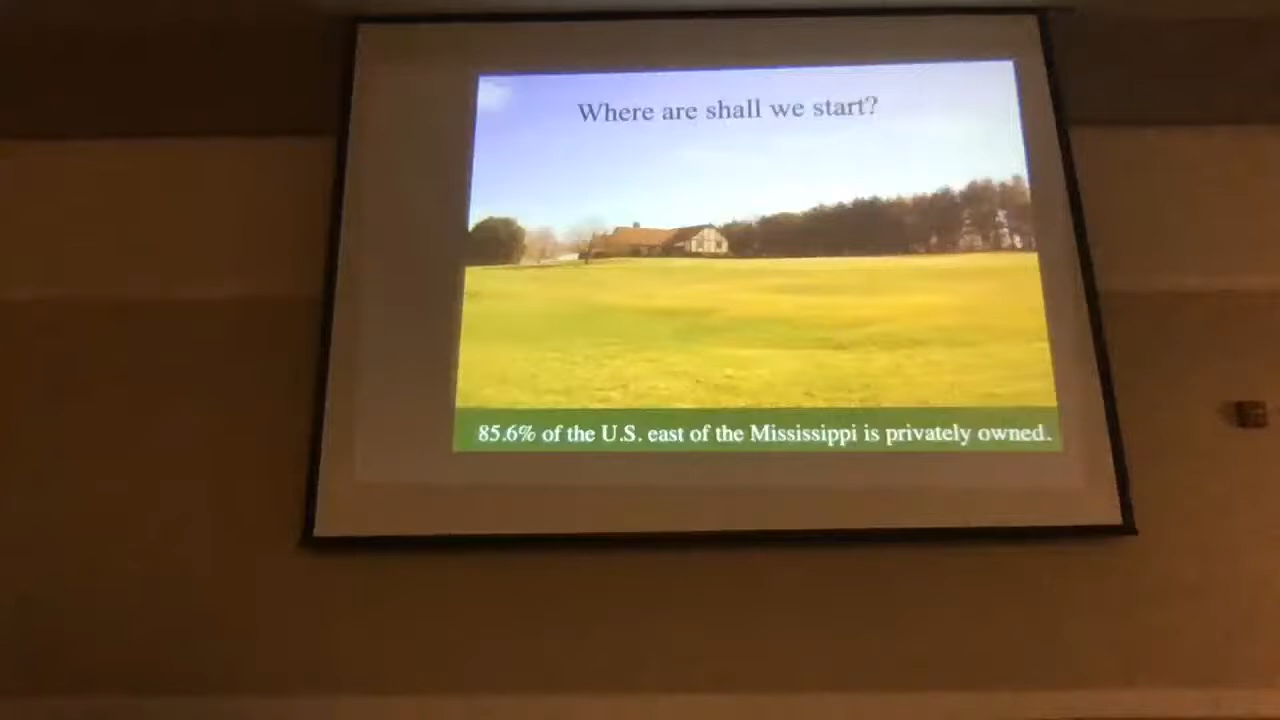 Where are shall we start?
85.6% of the U.S. east of the Mississippi is privately owned.